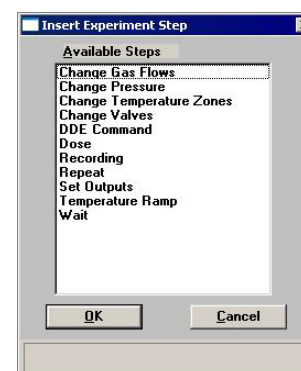 Insert Experiment Step
Available Steps
Change Gas Flows
Change Pressure
Change Temperature Zones
Change Valves
DDE Command
Dose
Recording
Repeat
Set Outputs
Temperature Ramp
Wait
OK
Cancel